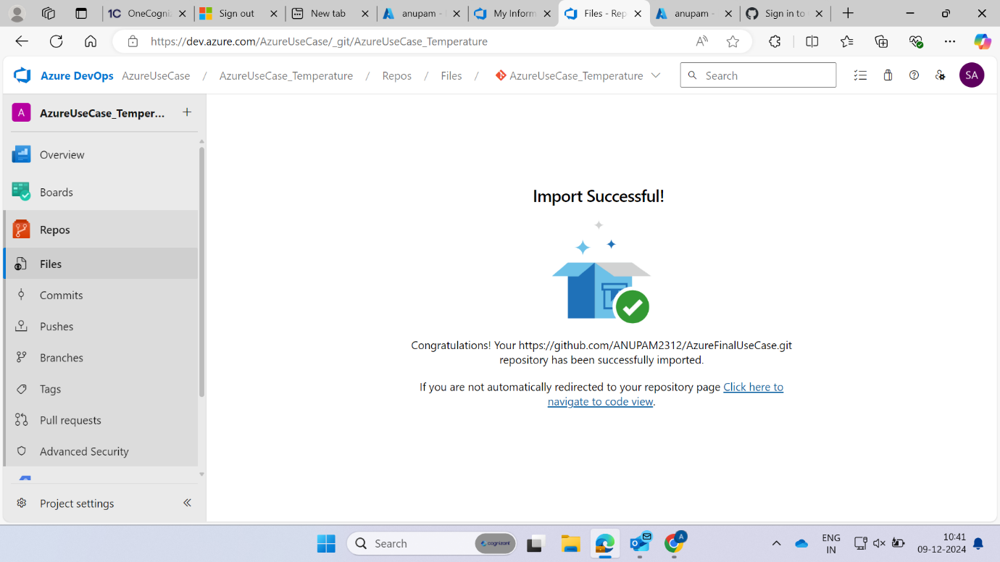 1C OneCogni
Sign out
New tab
anupam -
My Inform
Files - Rep
anupam -
Sign in to
https://dev.azure.com/AzureUseCase/_git/AzureUseCase_Temperature
Azure DevOps AzureUseCase / AzureUseCase_Temperature / Repos / Files / AzureUseCase_Temperature
Search
SA
A AzureUseCase_Temper...
Overview
Boards
Repos
Files
Commits
Pushes
Branches
Tags
Pull requests
Advanced Security
Project settings
Import Successful!
Congratulations! Your https://github.com/ANUPAM2312/AzureFinalUseCase.git
repository has been successfully imported.
If you are not automatically redirected to your repository page Click here to
navigate to code view.
Search
cognizant
A
ENG
IN
10:41
09-12-2024